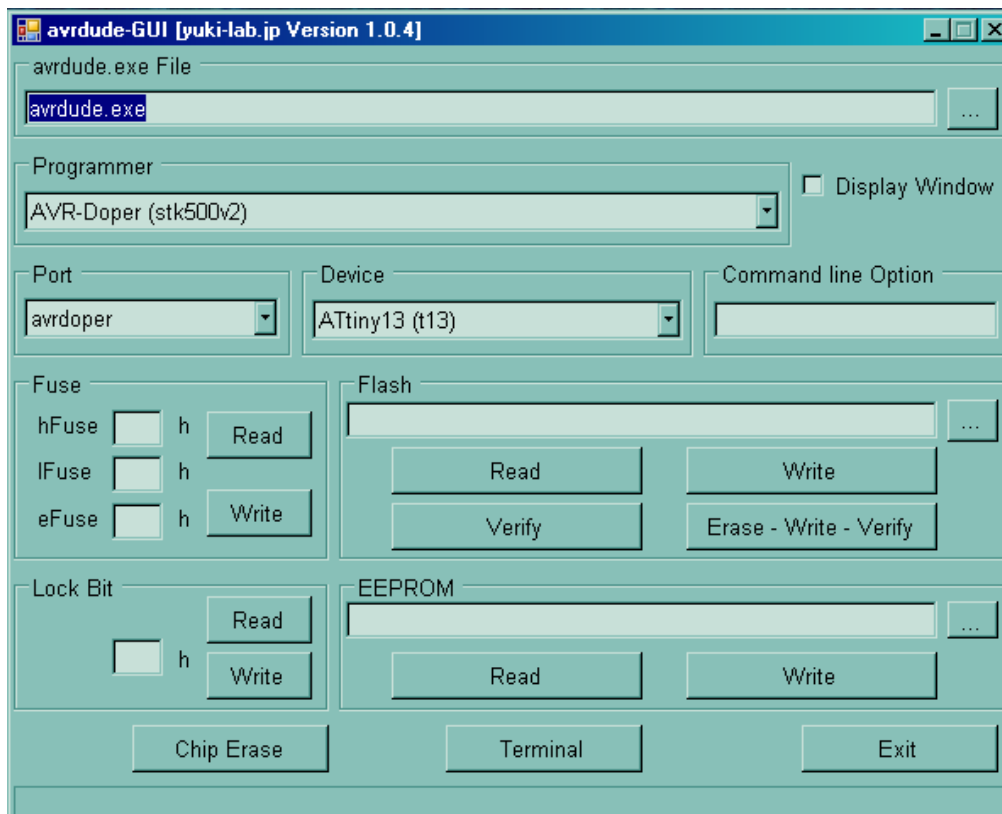 avrdude-GUI [yuki-lab.jp Version 1.0.4]
avrdude.exe File
avrdude.exe
...
Programmer
AVR-Doper (stk500v2)
Display Window
Port
avrdoper
Device
ATtiny13 (t13)
Command line Option
Fuse
hFuse h
Read
lFuse h
eFuse h
Write
Flash
...
Read
Write
Verify
Erase - Write - Verify
Lock Bit
Read
h
Write
EEPROM
...
Read
Write
Chip Erase
Terminal
Exit